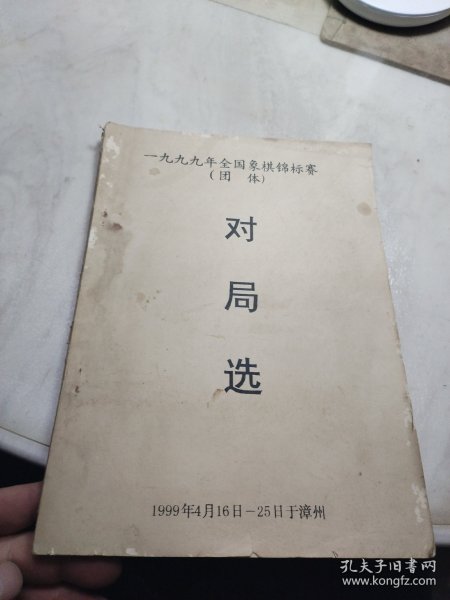 一九九九年全国象棋锦标赛
（团 体）
对
局
选
1999年4月16日-25日于漳州
孔夫子旧书网
www.kongfz.com